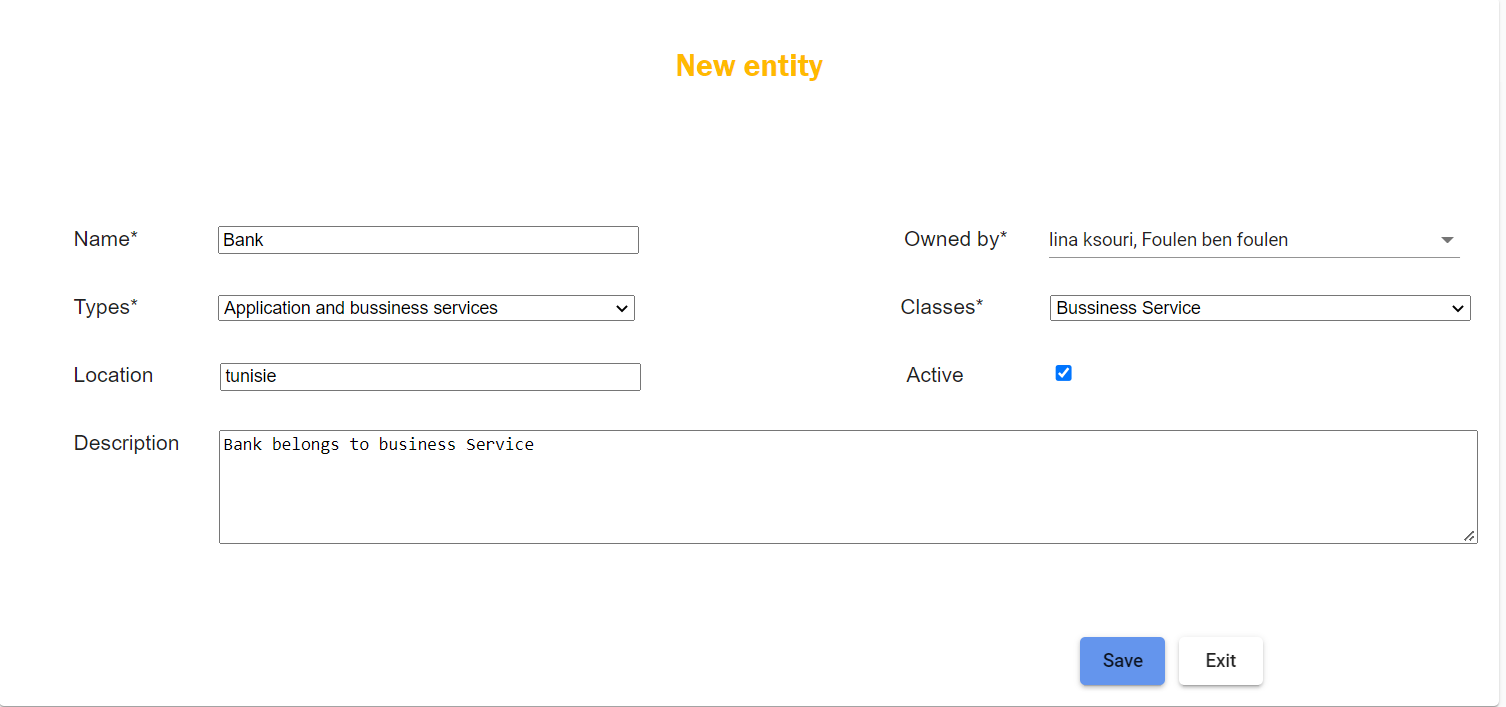 New entity
Name* Bank Owned by* lina ksouri, Foulen ben foulen
Types* Application and bussiness services Classes* Bussiness Service
Location tunisie Active
Description Bank belongs to business Service
Save Exit